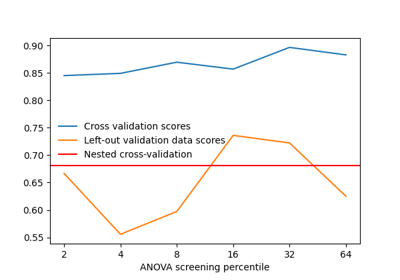 0.90
0.85
0.80
0.75
0.70
0.65
0.60
0.55
Cross validation scores
Left-out validation data scores
Nested cross-validation
2 4 8 16 32 64
ANOVA screening percentile